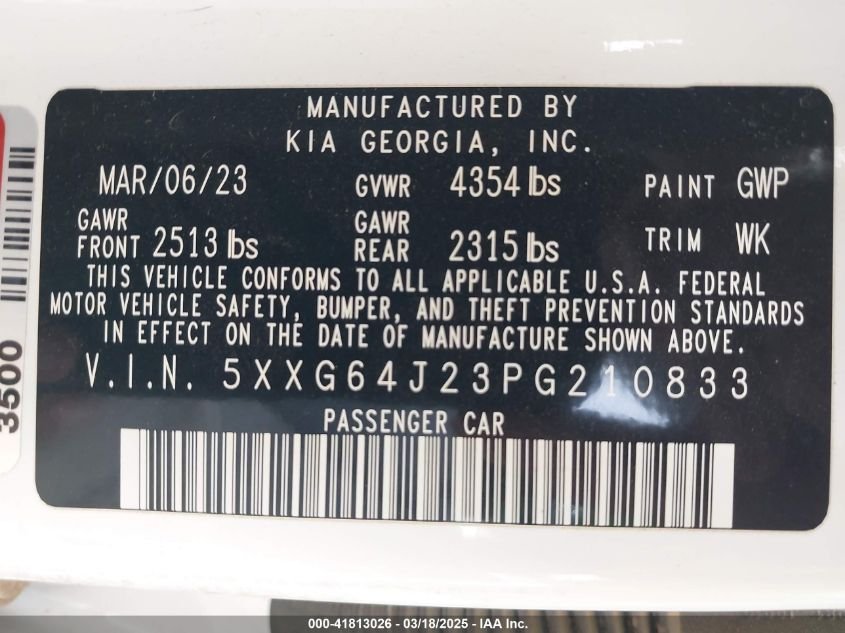 MANUFACTURED BY
KIA GEORGIA, INC.
MAR/06/23 GVWR 4354 lbs PAINT GWP
GAWR FRONT 2513 lbs GAWR REAR 2315 lbs TRIM WK
THIS VEHICLE CONFORMS TO ALL APPLICABLE U.S.A. FEDERAL
MOTOR VEHICLE SAFETY, BUMPER, AND THEFT PREVENTION STANDARDS
IN EFFECT ON THE DATE OF MANUFACTURE SHOWN ABOVE.
V.I.N. 5XXG64J23PG210833
PASSENGER CAR
3500
000-41813026 - 03/18/2025 - IAA Inc.